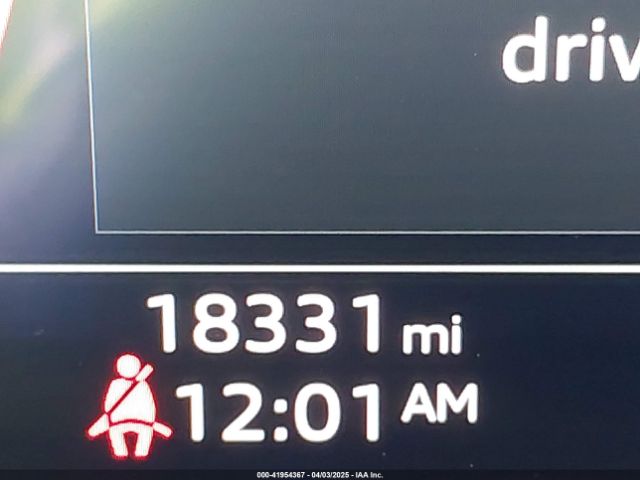 driv
18331 mi
12:01 AM
000-41954367 - 04/03/2025 - IAA Inc.